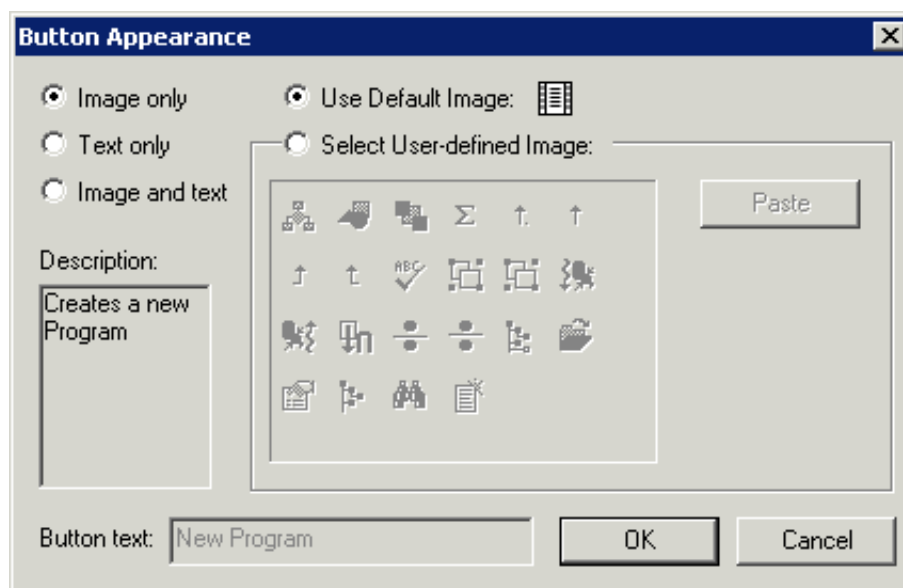 Button Appearance
Image only
Use Default Image:
Text only
Select User-defined Image:
Image and text
Paste
Description:
Creates a new
Program
ABC
Button text:
New Program
OK
Cancel